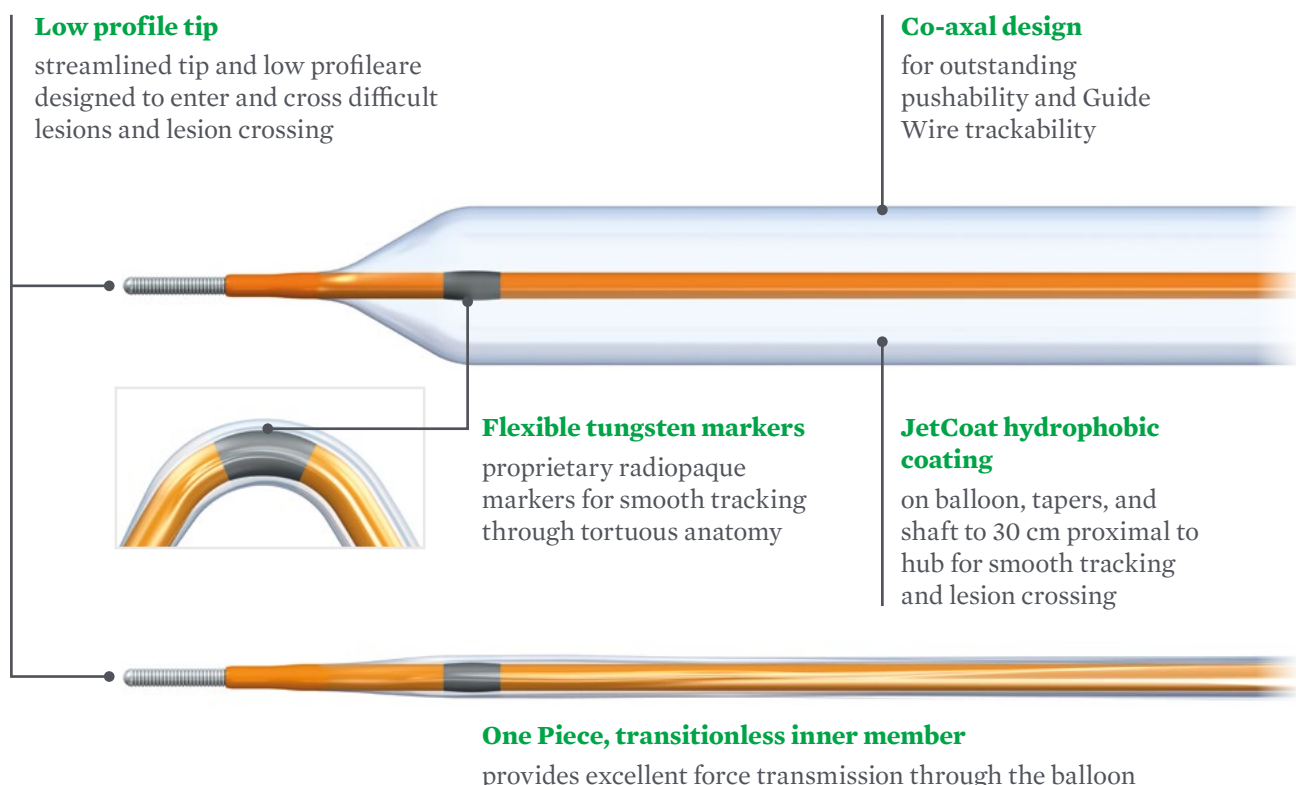 Low profile tip
streamlined tip and low profileare
designed to enter and cross difficult
lesions and lesion crossing
Co-axal design
for outstanding
pushability and Guide
Wire trackability
Flexible tungsten markers
proprietary radiopaque
markers for smooth tracking
through tortuous anatomy
JetCoat hydrophobic
coating
on balloon, tapers, and
shaft to 30 cm proximal to
hub for smooth tracking
and lesion crossing
One Piece, transitionless inner member
provides excellent force transmission through the balloon